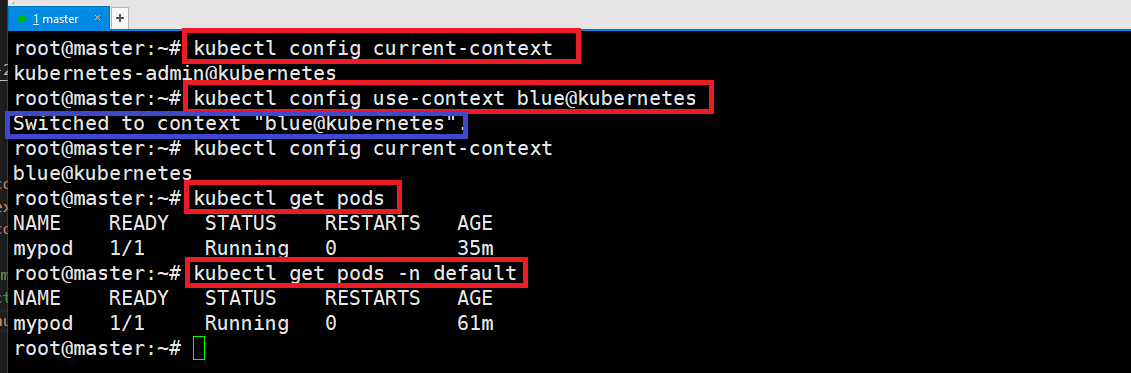 1 master × +
root@master:~# kubectl config current-context
kubernetes-admin@kubernetes
root@master:~# kubectl config use-context blue@kubernetes
Switched to context "blue@kubernetes".
root@master:~# kubectl config current-context
blue@kubernetes
root@master:~# kubectl get pods
NAME    READY   STATUS    RESTARTS   AGE
mypod   1/1     Running   0          35m
root@master:~# kubectl get pods -n default
NAME    READY   STATUS    RESTARTS   AGE
mypod   1/1     Running   0          61m
root@master:~#